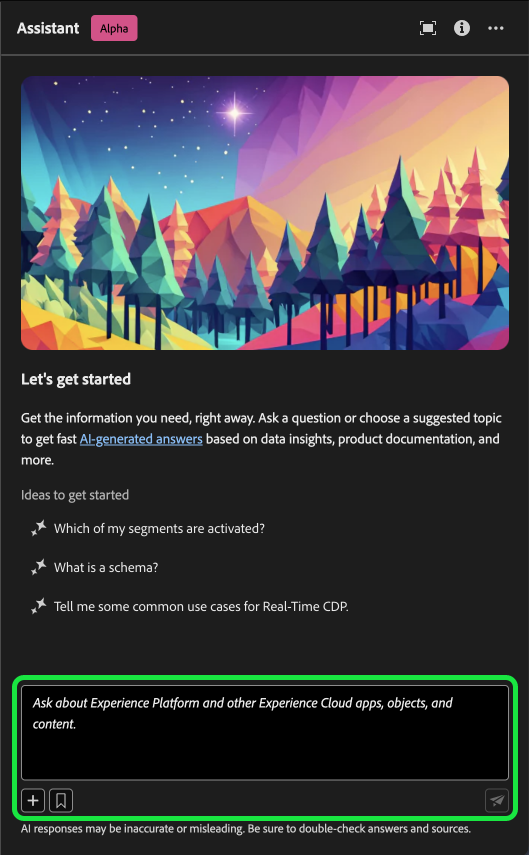 Assistant Alpha
Let's get started
Get the information you need, right away. Ask a question or choose a suggested topic
to get fast AI-generated answers based on data insights, product documentation, and
more.
Ideas to get started
Which of my segments are activated?
What is a schema?
Tell me some common use cases for Real-Time CDP.
Ask about Experience Platform and other Experience Cloud apps, objects, and
content.
AI responses may be inaccurate or misleading. Be sure to double-check answers and sources.